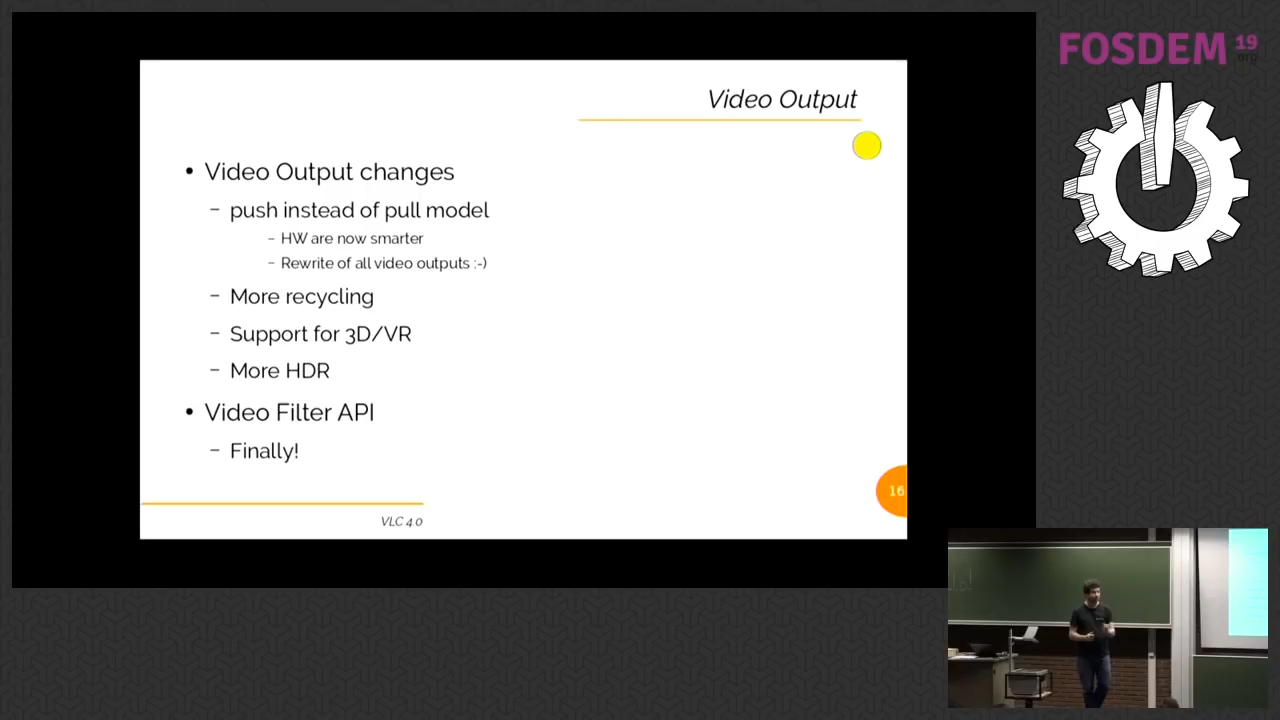 FOSDEM 19
.org
Video Output
• Video Output changes
– push instead of pull model
– HW are now smarter
– Rewrite of all video outputs :-)
– More recycling
– Support for 3D/VR
– More HDR
• Video Filter API
– Finally!
16
VLC 4.0